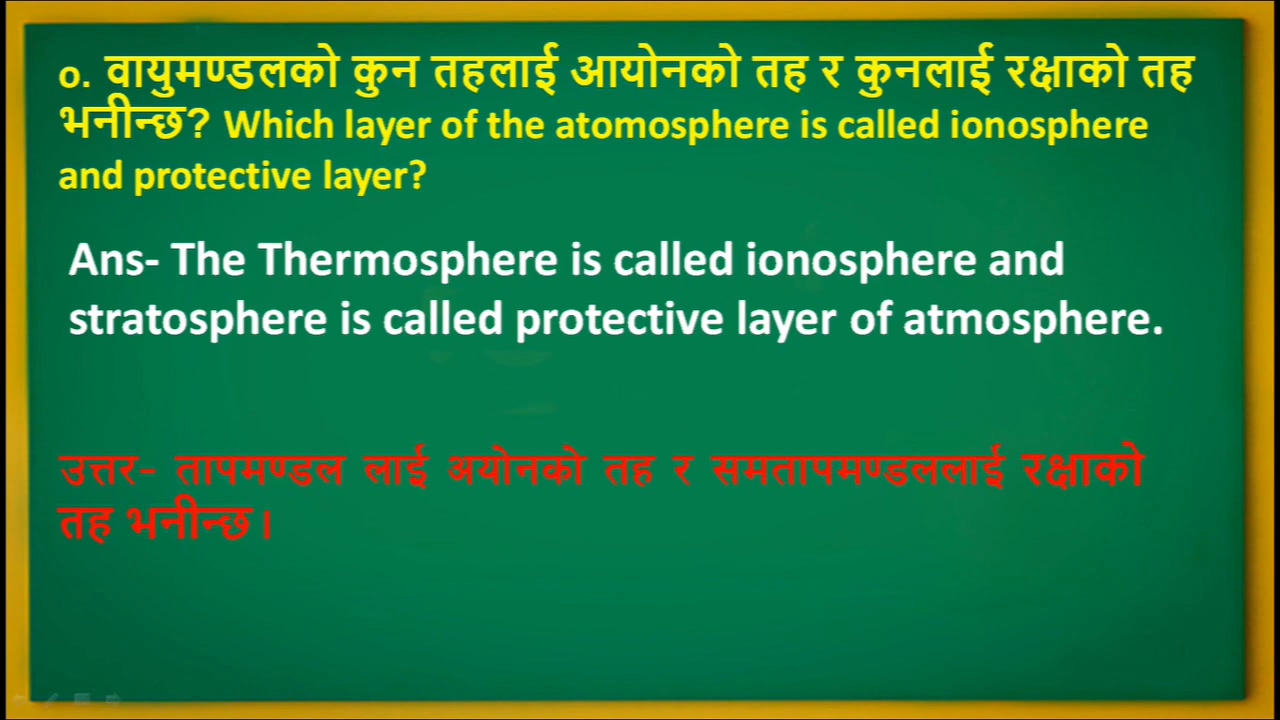 o. वायुमण्डलको कुन तहलाई आयोनको तह र कुनलाई रक्षाको तह
भनीन्छ? Which layer of the atomosphere is called ionosphere
and protective layer?
Ans- The Thermosphere is called ionosphere and
stratosphere is called protective layer of atmosphere.
उत्तर- तापमण्डल लाई अयोनको तह र समतापमण्डललाई रक्षाको
तह भनीन्छ।